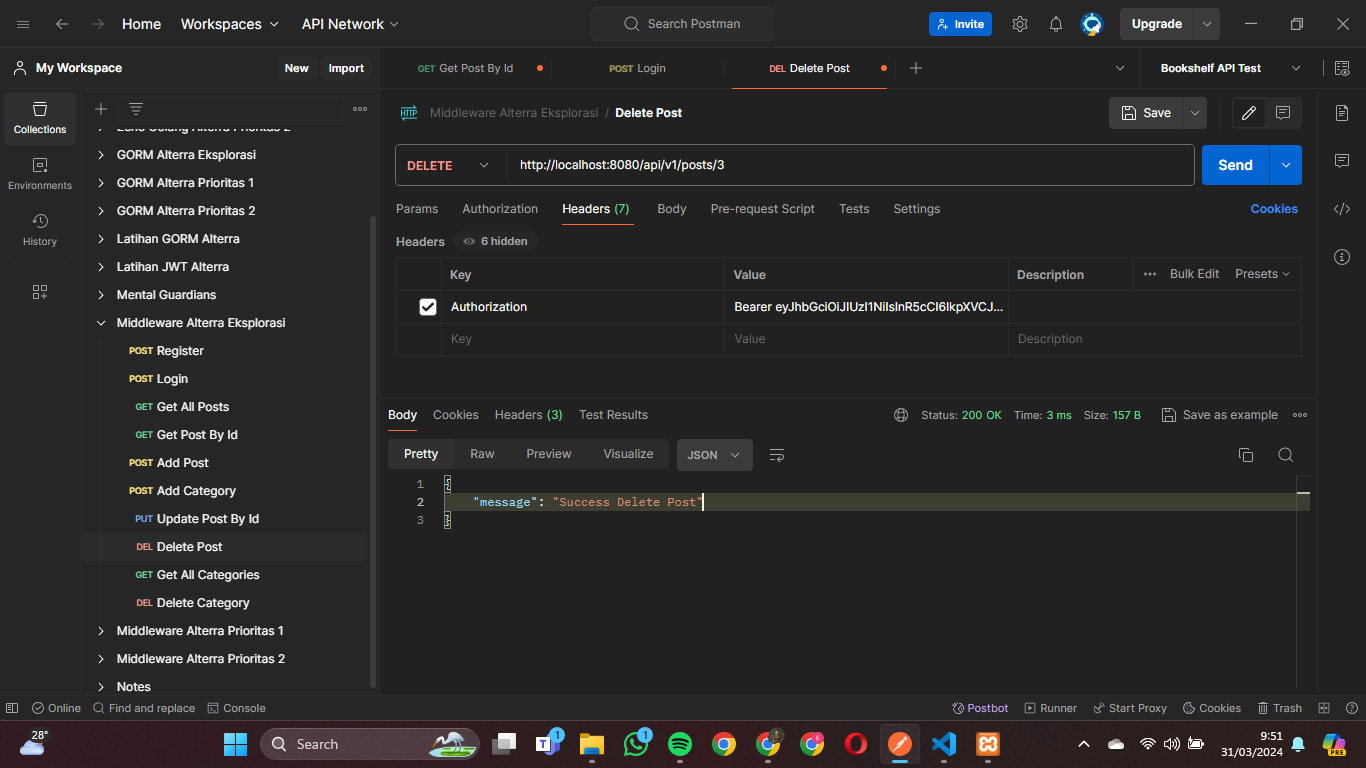 Home Workspaces API Network Search Postman Invite Upgrade
My Workspace New Import GET Get Post By Id POST Login DEL Delete Post Bookshelf API Test
Collections
Environments
History
GORM Alterra Eksplorasi
GORM Alterra Prioritas 1
GORM Alterra Prioritas 2
Latihan GORM Alterra
Latihan JWT Alterra
Mental Guardians
Middleware Alterra Eksplorasi
POST Register
POST Login
GET Get All Posts
GET Get Post By Id
POST Add Post
POST Add Category
PUT Update Post By Id
DEL Delete Post
GET Get All Categories
DEL Delete Category
Middleware Alterra Prioritas 1
Middleware Alterra Prioritas 2
Notes
HTTP Middleware Alterra Eksplorasi / Delete Post Save
DELETE http://localhost:8080/api/v1/posts/3 Send
Params Authorization Headers (7) Body Pre-request Script Tests Settings Cookies
Headers 6 hidden
Key Value Description Bulk Edit Presets
Authorization Bearer eyJhbGciOiJIUzI1NiIsInR5cCI6IkpXVCJ...
Key Value Description
Body Cookies Headers (3) Test Results Status: 200 OK Time: 3 ms Size: 157 B Save as example
Pretty Raw Preview Visualize JSON
1 {
2 "message": "Success Delete Post"
3 }
Online Find and replace Console Postbot Runner Start Proxy Cookies Trash
28° Search 1 1 PRE 9:51
31/03/2024